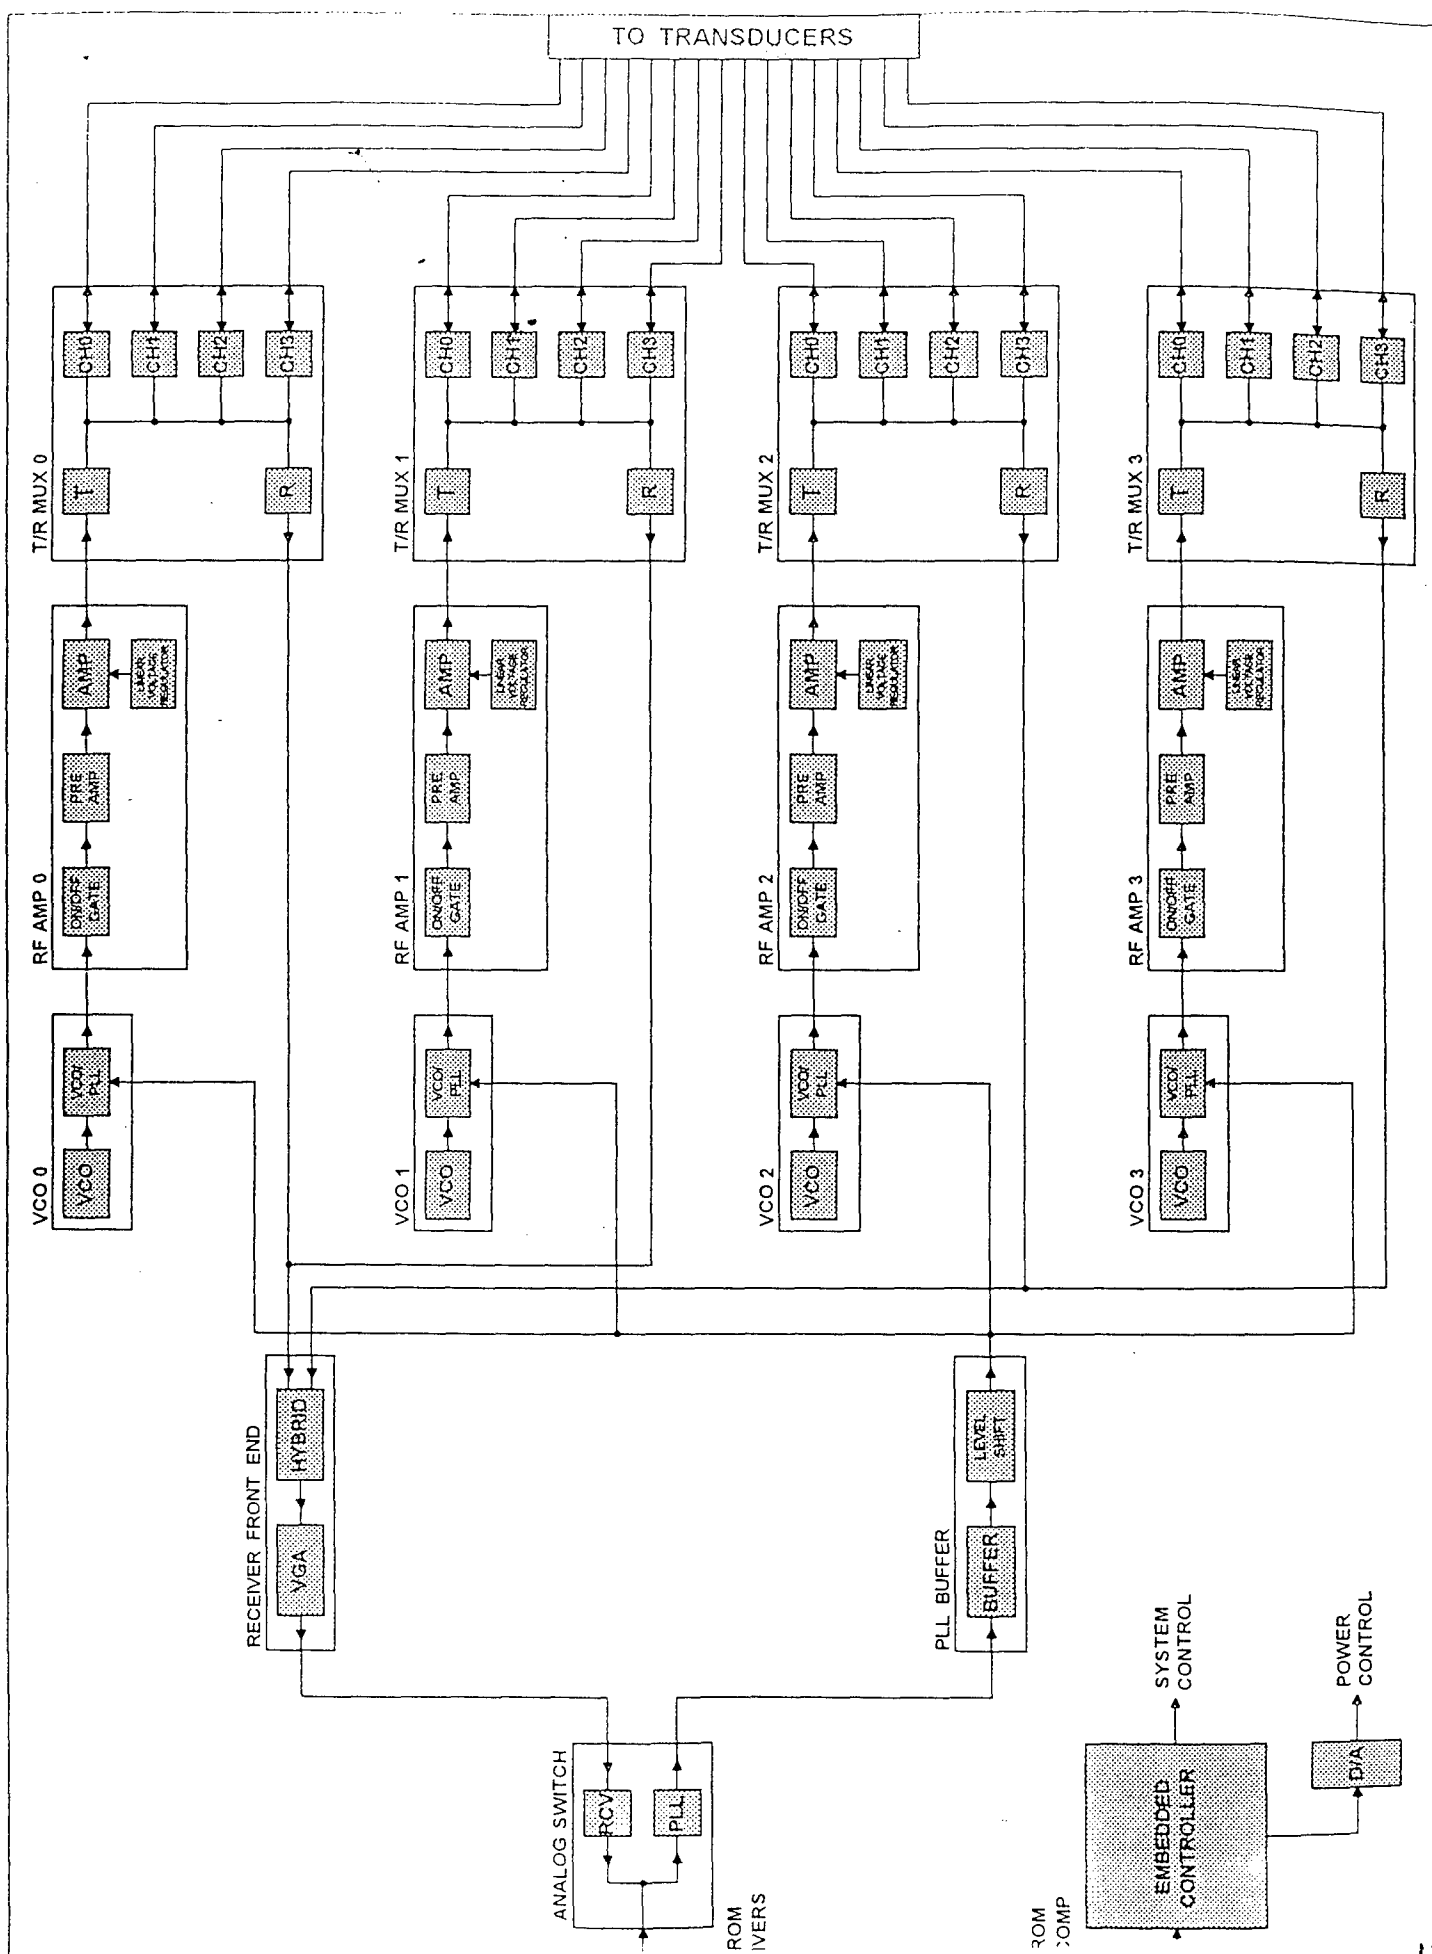 TO TRANSDUCERS
T/R MUX 0
CH0
CH1
CH2
CH3
T
R
T/R MUX 1
CH0
CH1
CH2
CH3
T
R
T/R MUX 2
CH0
CH1
CH2
CH3
T
R
T/R MUX 3
CH0
CH1
CH2
CH3
T
R
RF AMP 0
ON/OFF
GATE
PRE
AMP
AMP
LINEAR
VOLTAGE
REGULATOR
RF AMP 1
ON/OFF
GATE
PRE
AMP
AMP
LINEAR
VOLTAGE
REGULATOR
RF AMP 2
ON/OFF
GATE
PRE
AMP
AMP
LINEAR
VOLTAGE
REGULATOR
RF AMP 3
ON/OFF
GATE
PRE
AMP
AMP
LINEAR
VOLTAGE
REGULATOR
VCO 0
VCO
VCO/
PLL
VCO 1
VCO
VCO/
PLL
VCO 2
VCO
VCO/
PLL
VCO 3
VCO
VCO/
PLL
RECEIVER FRONT END
VGA
HYBRID
PLL BUFFER
BUFFER
LEVEL
SHIFT
ANALOG SWITCH
RCV
PLL
ROM
IVERS
ROM
COMP
EMBEDDED
CONTROLLER
SYSTEM
CONTROL
D/A
POWER
CONTROL